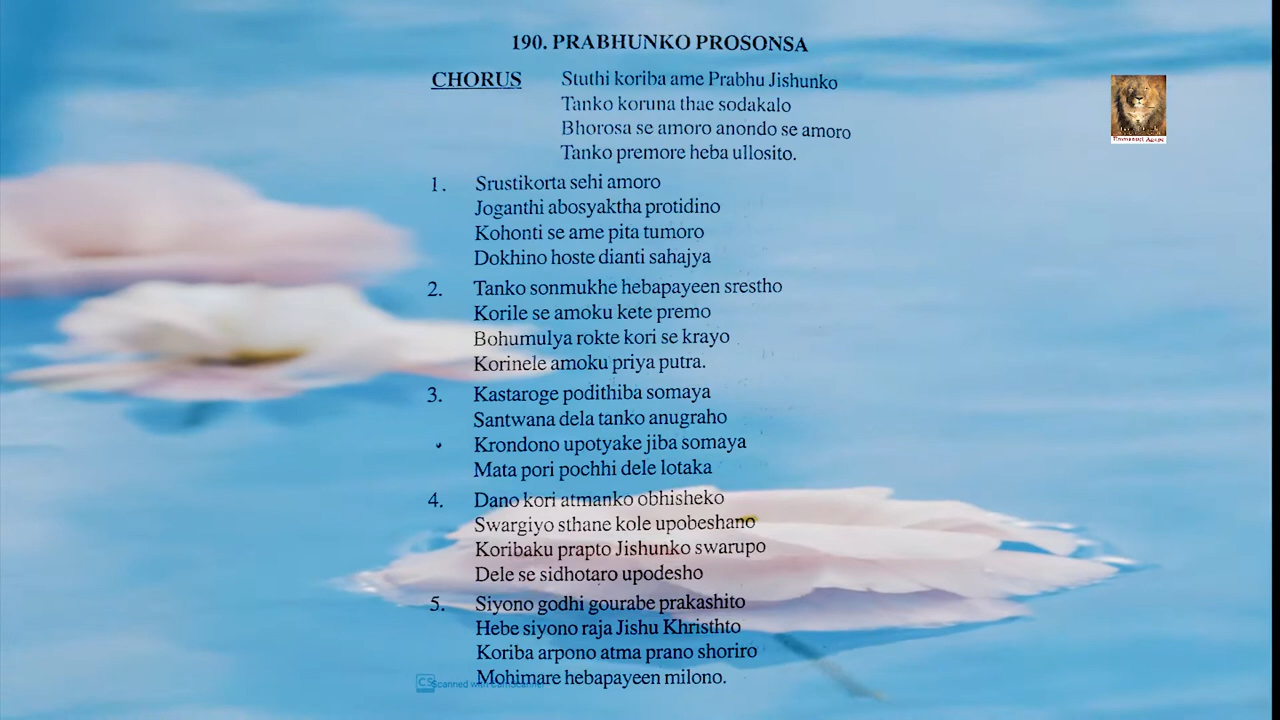 190. PRABHUNKO PROSONSA
CHORUS Stuthi koriba ame Prabhu Jishunko
Tanko koruna thae sodakalo
Bhorosa se amoro anondo se amoro
Tanko premore heba ullosito.
1. Srustikorta sehi amoro
Joganthi abosyaktha protidino
Kohonti se ame pita tumoro
Dokhino hoste dianti sahajya
2. Tanko sonmukhe hebapayeen srestho
Korile se amoku kete premo
Bohumulya rokte kori se krayo
Korinele amoku priya putra.
3. Kastaroge podithiba somaya
Santwana dela tanko anugraho
Krondono upotyake jiba somaya
Mata pori pochhi dele lotaka
4. Dano kori atmanko obhisheko
Swargiyo sthane kole upobeshano
Koribaku prapto Jishunko swarupo
Dele se sidhotaro upodesho
5. Siyono godhi gourabe prakashito
Hebe siyono raja Jishu Khristhto
Koriba arpono atma prano shoriro
Mohimare hebapayeen milono.
CS Scanned with CamScanner